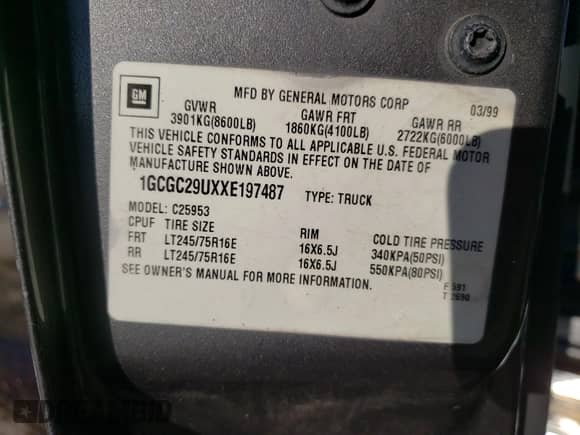 GM
MFD BY GENERAL MOTORS CORP 03/99
GVWR GAWR FRT GAWR RR
3901KG(8600LB) 1860KG(4100LB) 2722KG(6000LB)
THIS VEHICLE CONFORMS TO ALL APPLICABLE U.S. FEDERAL MOTOR
VEHICLE SAFETY STANDARDS IN EFFECT ON THE DATE OF
MANUFACTURE SHOWN ABOVE.
1GCGC29UXXE197487 TYPE: TRUCK
MODEL: C25953
CPUF TIRE SIZE RIM COLD TIRE PRESSURE
FRT LT245/75R16E 16X6.5J 340KPA(50PSI)
RR LT245/75R16E 16X6.5J 550KPA(80PSI)
SEE OWNER'S MANUAL FOR MORE INFORMATION.
F 591
T 2690